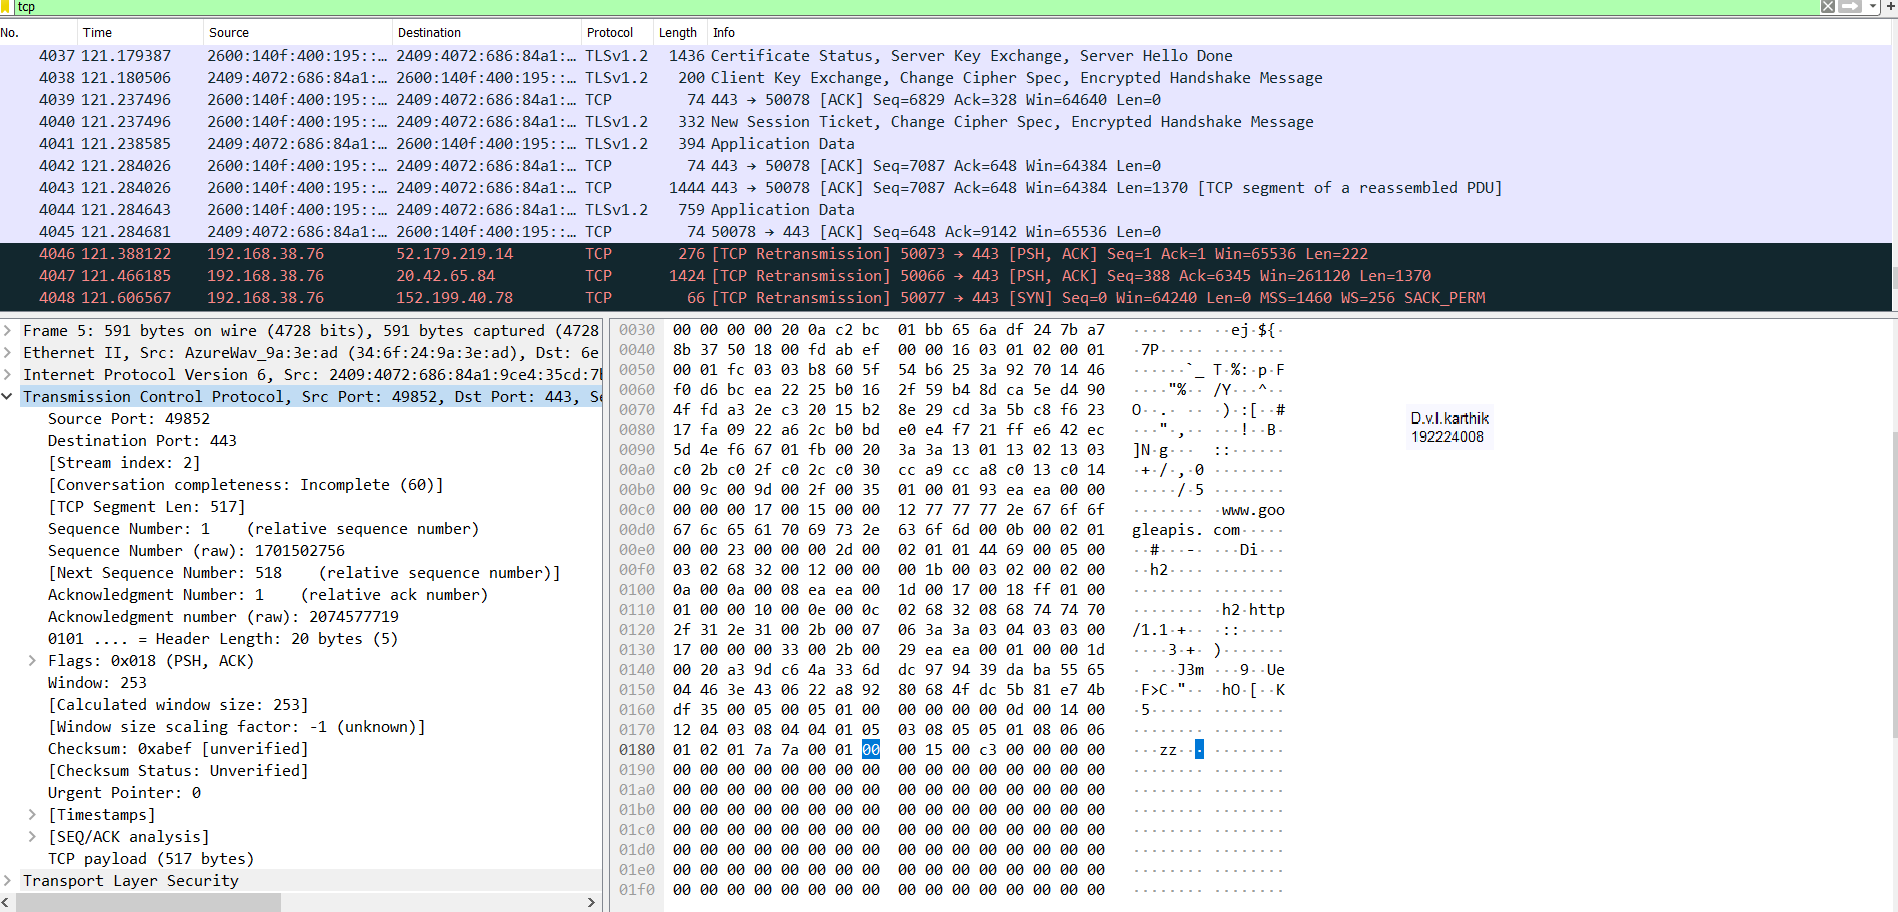 tcp
No. Time Source Destination Protocol Length Info
4037 121.179387 2600:140f:400:195::… 2409:4072:686:84a1:… TLSv1.2 1436 Certificate Status, Server Key Exchange, Server Hello Done
4038 121.180506 2409:4072:686:84a1:… 2600:140f:400:195::… TLSv1.2 200 Client Key Exchange, Change Cipher Spec, Encrypted Handshake Message
4039 121.237496 2600:140f:400:195::… 2409:4072:686:84a1:… TCP 74 443 → 50078 [ACK] Seq=6829 Ack=328 Win=64640 Len=0
4040 121.237496 2600:140f:400:195::… 2409:4072:686:84a1:… TLSv1.2 332 New Session Ticket, Change Cipher Spec, Encrypted Handshake Message
4041 121.238585 2409:4072:686:84a1:… 2600:140f:400:195::… TLSv1.2 394 Application Data
4042 121.284026 2600:140f:400:195::… 2409:4072:686:84a1:… TCP 74 443 → 50078 [ACK] Seq=7087 Ack=648 Win=64384 Len=0
4043 121.284026 2600:140f:400:195::… 2409:4072:686:84a1:… TCP 1444 443 → 50078 [ACK] Seq=7087 Ack=648 Win=64384 Len=1370 [TCP segment of a reassembled PDU]
4044 121.284643 2600:140f:400:195::… 2409:4072:686:84a1:… TLSv1.2 759 Application Data
4045 121.284681 2409:4072:686:84a1:… 2600:140f:400:195::… TCP 74 50078 → 443 [ACK] Seq=648 Ack=9142 Win=65536 Len=0
4046 121.388122 192.168.38.76 52.179.219.14 TCP 276 [TCP Retransmission] 50073 → 443 [PSH, ACK] Seq=1 Ack=1 Win=65536 Len=222
4047 121.466185 192.168.38.76 20.42.65.84 TCP 1424 [TCP Retransmission] 50066 → 443 [PSH, ACK] Seq=388 Ack=6345 Win=261120 Len=1370
4048 121.606567 192.168.38.76 152.199.40.78 TCP 66 [TCP Retransmission] 50077 → 443 [SYN] Seq=0 Win=64240 Len=0 MSS=1460 WS=256 SACK_PERM
Frame 5: 591 bytes on wire (4728 bits), 591 bytes captured (4728
Ethernet II, Src: AzureWav_9a:3e:ad (34:6f:24:9a:3e:ad), Dst: 6e
Internet Protocol Version 6, Src: 2409:4072:686:84a1:9ce4:35cd:7
Transmission Control Protocol, Src Port: 49852, Dst Port: 443, Se
Source Port: 49852
Destination Port: 443
[Stream index: 2]
[Conversation completeness: Incomplete (60)]
[TCP Segment Len: 517]
Sequence Number: 1 (relative sequence number)
Sequence Number (raw): 1701502756
[Next Sequence Number: 518 (relative sequence number)]
Acknowledgment Number: 1 (relative ack number)
Acknowledgment number (raw): 2074577719
0101 .... = Header Length: 20 bytes (5)
Flags: 0x018 (PSH, ACK)
Window: 253
[Calculated window size: 253]
[Window size scaling factor: -1 (unknown)]
Checksum: 0xabef [unverified]
[Checksum Status: Unverified]
Urgent Pointer: 0
[Timestamps]
[SEQ/ACK analysis]
TCP payload (517 bytes)
Transport Layer Security
0030 00 00 00 00 20 0a c2 bc 01 bb 65 6a df 24 7b a7 ···· ··· ··ej·${·
0040 8b 37 50 18 00 fd ab ef 00 00 16 03 01 02 00 01 ·7P····· ········
0050 00 01 fc 03 03 b8 60 5f 54 b6 25 3a 92 70 14 46 ······`_ T·%:·p·F
0060 f0 d6 bc ea 22 25 b0 16 2f 59 b4 8d ca 5e d4 90 ····"%·· /Y···^··
0070 4f fd a3 2e c3 20 15 b2 8e 29 cd 3a 5b c8 f6 23 O··.· ·· ·)·:[··#
0080 17 fa 09 22 a6 2c b0 bd e0 e4 f7 21 ff e6 42 ec ···"·,·· ···!··B·
0090 5d 4e f6 67 01 fb 00 20 3a 3a 13 01 13 02 13 03 ]N·g··· ::······
00a0 c0 2b c0 2f c0 2c c0 30 cc a9 cc a8 c0 13 c0 14 ·+·/·,·0 ········
00b0 00 9c 00 9d 00 2f 00 35 01 00 01 93 ea ea 00 00 ·····/·5 ········
00c0 00 00 00 17 00 15 00 00 12 77 77 77 2e 67 6f 6f ········ ·www.goo
00d0 67 6c 65 61 70 69 73 2e 63 6f 6d 00 0b 00 02 01 gleapis. com·····
00e0 00 00 23 00 00 00 2d 00 02 01 01 44 69 00 05 00 ··#···-· ···Di···
00f0 03 02 68 32 00 12 00 00 00 1b 00 03 02 00 02 00 ··h2···· ········
0100 0a 00 0a 00 08 ea ea 00 1d 00 17 00 18 ff 01 00 ········ ········
0110 01 00 00 10 00 0e 00 0c 02 68 32 08 68 74 74 70 ········ ·h2·http
0120 2f 31 2e 31 00 2b 00 07 06 3a 3a 03 04 03 03 00 /1.1·+·· ·::·····
0130 17 00 00 00 33 00 2b 00 29 ea ea 00 01 00 00 1d ····3·+· )·······
0140 00 20 a3 9d c6 4a 33 6d dc 97 94 39 da ba 55 65 · ···J3m ···9··Ue
0150 04 46 3e 43 06 22 a8 92 80 68 4f dc 5b 81 e7 4b ·F>C·"·· ·hO·[··K
0160 df 35 00 05 00 05 01 00 00 00 00 00 0d 00 14 00 ·5······ ········
0170 12 04 03 08 04 04 01 05 03 08 05 05 01 08 06 06 ········ ········
0180 01 02 01 7a 7a 00 01 00 00 15 00 c3 00 00 00 00 ···zz··· ········
0190 00 00 00 00 00 00 00 00 00 00 00 00 00 00 00 00 ········ ········
01a0 00 00 00 00 00 00 00 00 00 00 00 00 00 00 00 00 ········ ········
01b0 00 00 00 00 00 00 00 00 00 00 00 00 00 00 00 00 ········ ········
01c0 00 00 00 00 00 00 00 00 00 00 00 00 00 00 00 00 ········ ········
01d0 00 00 00 00 00 00 00 00 00 00 00 00 00 00 00 00 ········ ········
01e0 00 00 00 00 00 00 00 00 00 00 00 00 00 00 00 00 ········ ········
01f0 00 00 00 00 00 00 00 00 00 00 00 00 00 00 00 00 ········ ········
D.v.l.karthik
192224008